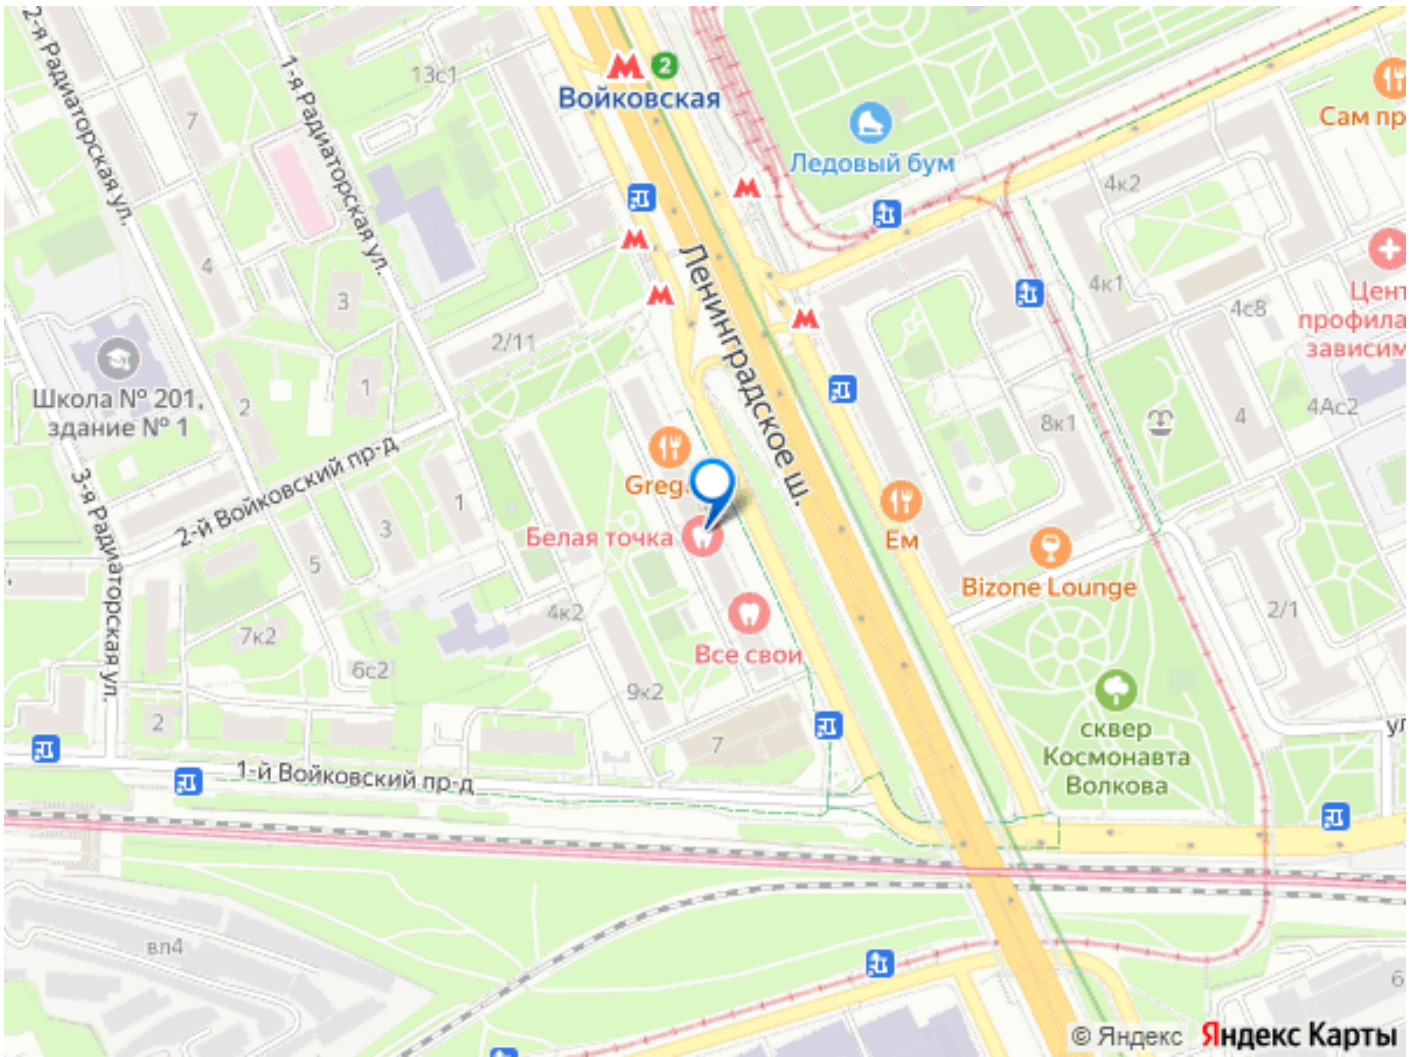 2-я Радиаторская ул.
1-я Радиаторская ул.
13с1
7
2
Войковская
Ледовый бум
Сам пр
4к2
4к1
4с8
Цент
профила
зависим
Ленинградское ш.
4
3
2/11
1
2
Школа № 201,
здание № 1
2-й Войковский пр-д
3-я Радиаторская ул.
8к1
4
4Ас2
Grega
Белая точка
Ем
Bizone Lounge
1
3
5
4к2
7к2
6с2
Все свои
9к2
2
7
2/1
сквер
Космонавта
Волкова
ул
1-й Войковский пр-д
вл4
6
© Яндекс Яндекс Карты